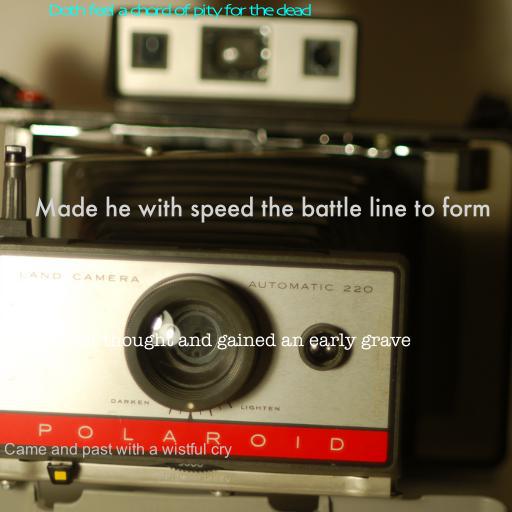 Doth feel a chord of pity for the dead
Made he with speed the battle line to form
LAND CAMERA
AUTOMATIC 220
thought and gained an early grave
DARKEN
LIGHTEN
POLAROID
Came and past with a wistful cry